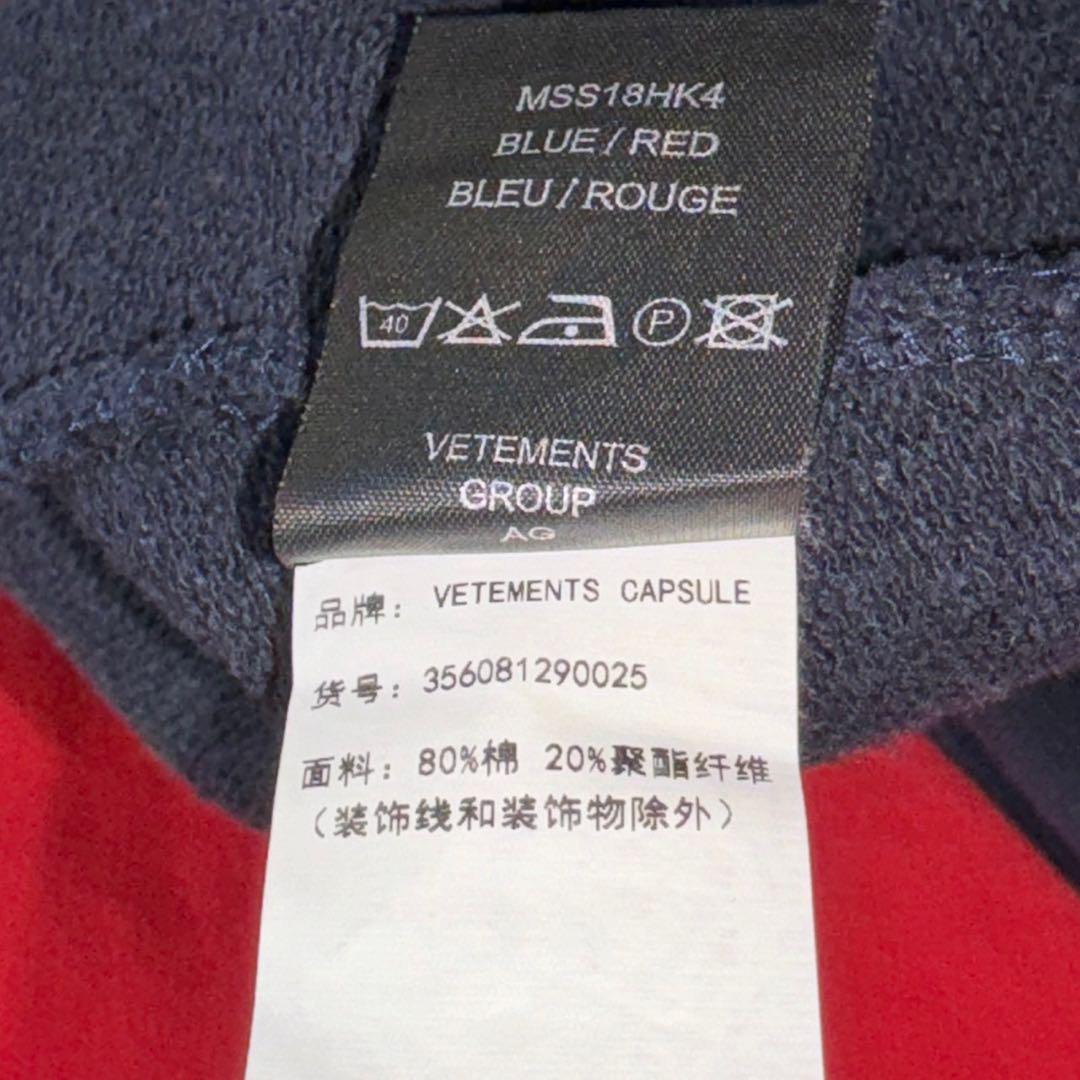 MSS18HK4
BLUE / RED
BLEU / ROUGE
40 P
VETEMENTS
GROUP
AG
品牌: VETEMENTS CAPSULE
货号: 356081290025
面料: 80%棉 20%聚酯纤维
（装饰线和装饰物除外）